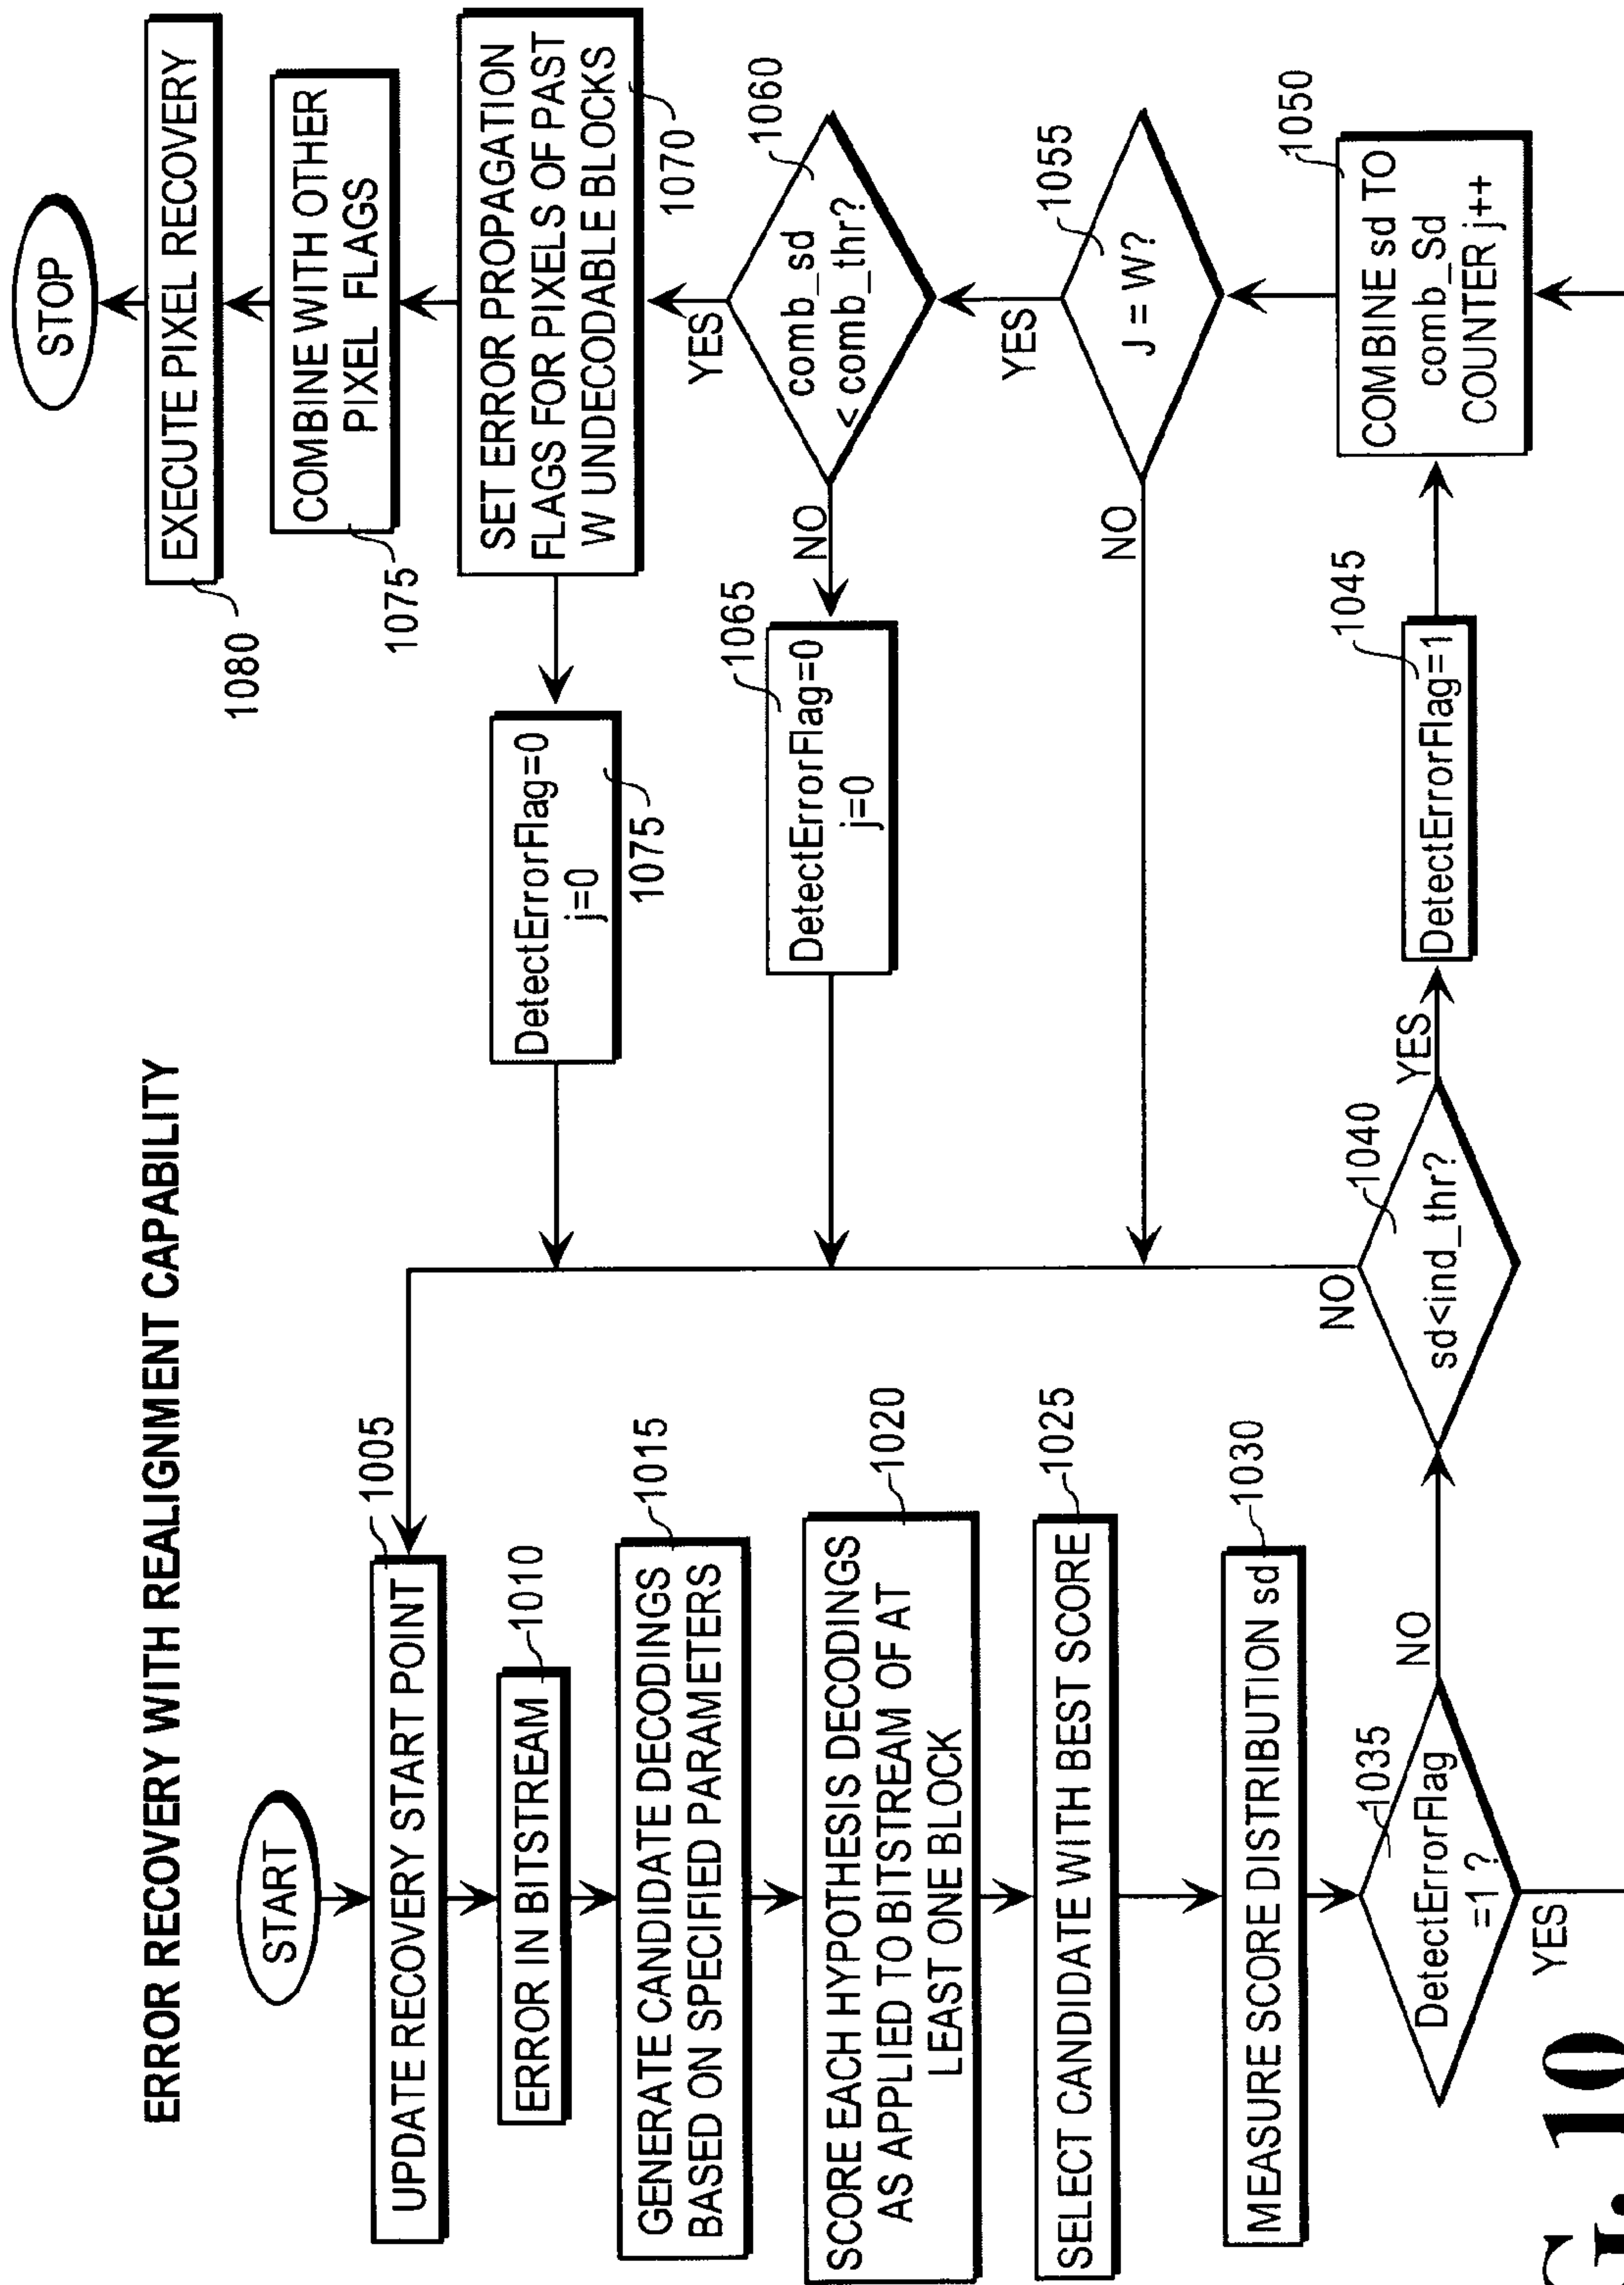 ERROR RECOVERY WITH REALIGNMENT CAPABILITY
START
UPDATE RECOVERY START POINT
1005
ERROR IN BITSTREAM
1010
GENERATE CANDIDATE DECODINGS
BASED ON SPECIFIED PARAMETERS
1015
SCORE EACH HYPOTHESIS DECODINGS
AS APPLIED TO BITSTREAM OF AT
LEAST ONE BLOCK
1020
SELECT CANDIDATE WITH BEST SCORE
1025
MEASURE SCORE DISTRIBUTION sd
1030
DetectErrorFlag
=1 ?
1035
YES
NO
sd<ind_thr?
1040
NO
YES
DetectErrorFlag=1
1045
COMBINE sd TO
comb_Sd
COUNTER j++
1050
J = W?
1055
NO
YES
comb_sd
< comb_thr?
1060
NO
YES
DetectErrorFlag=0
j=0
1065
SET ERROR PROPAGATION
FLAGS FOR PIXELS OF PAST
W UNDECODABLE BLOCKS
1070
DetectErrorFlag=0
j=0
1075
COMBINE WITH OTHER
PIXEL FLAGS
1075
EXECUTE PIXEL RECOVERY
1080
STOP